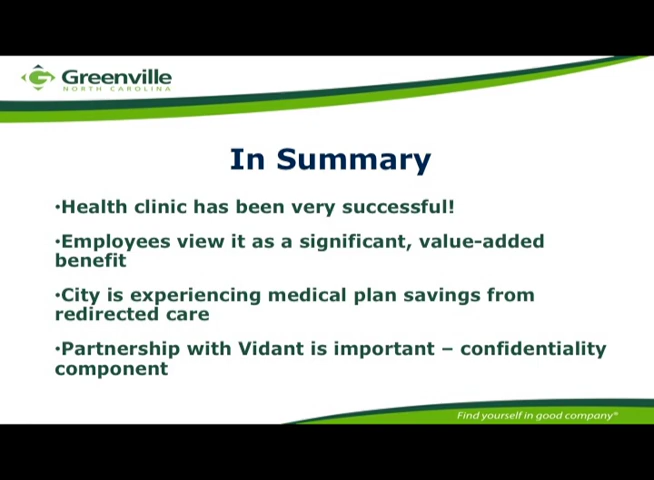 Greenville
NORTH CAROLINA
In Summary
•Health clinic has been very successful!
•Employees view it as a significant, value-added
benefit
•City is experiencing medical plan savings from
redirected care
•Partnership with Vidant is important – confidentiality
component
Find yourself in good company®